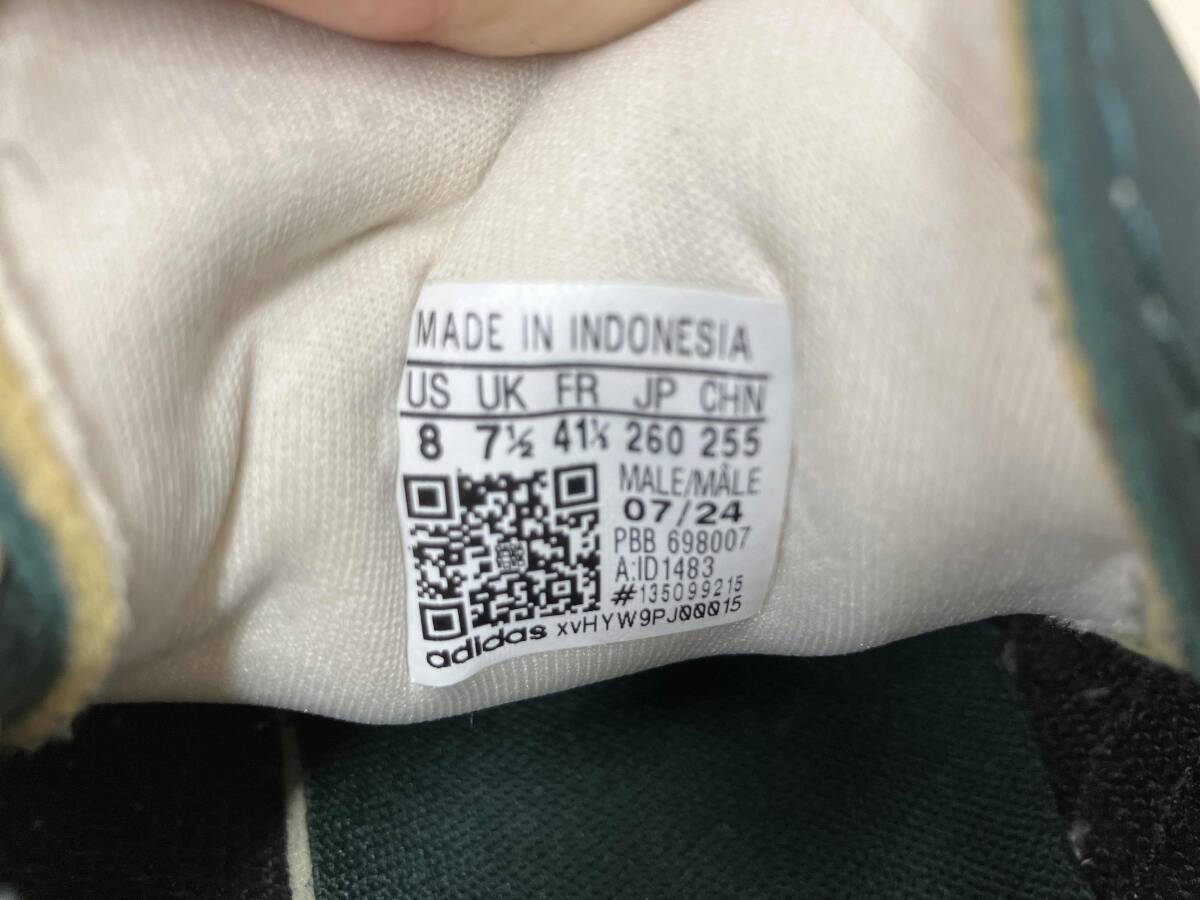 MADE IN INDONESIA
US UK FR JP CHN
8 7½ 41⅓ 260 255
MALE/MÂLE
07/24
PBB 698007
A:ID1483
#135099215
adidas xvHYW9PJ00015